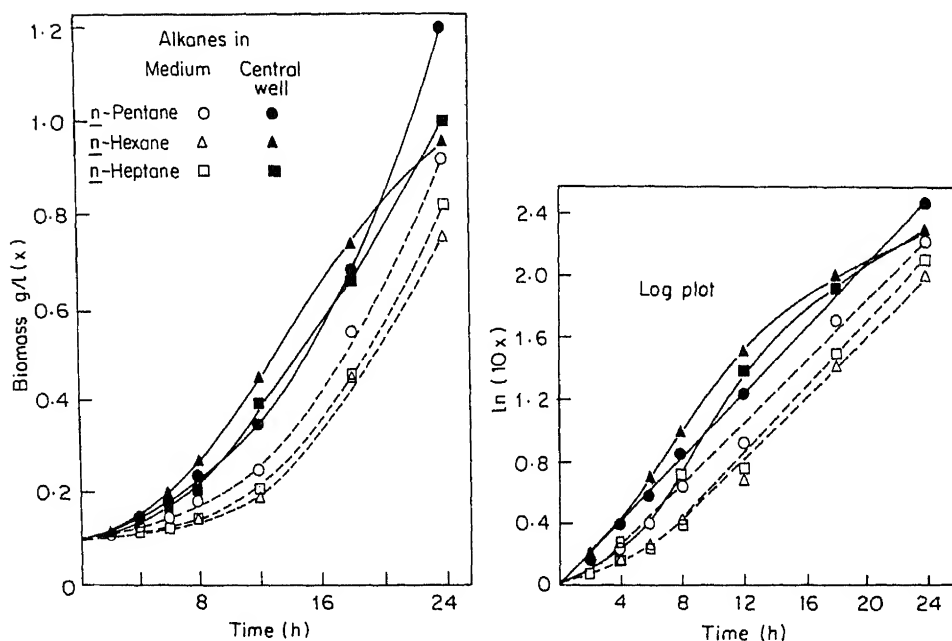 Alkanes in
Medium Central well
n-Pentane
n-Hexane
n-Heptane
1·2
1·0
0·8
0·6
0·4
0·2
0
Biomass g/l (x)
8 16 24
Time (h)
Log plot
2·4
2·0
1·6
1·2
0·8
0·4
0
ln (10x)
4 8 12 16 20 24
Time (h)